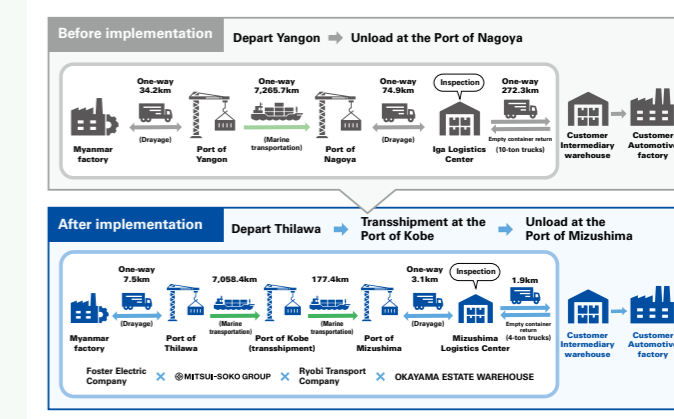 Before implementation
Depart Yangon
Unload at the Port of Nagoya
One-way
34.2km
One-way
7,265.7km
One-way
74.9km
Inspection
One-way
272.3km
(Drayage)
(Marine
transportation)
(Drayage)
Empty container return
(10-ton trucks)
Myanmar
factory
Port of
Yangon
Port of
Nagoya
Iga Logistics
Center
Customer
Intermediary
warehouse
Customer
Automotive
factory
After implementation
Depart Thilawa
Transshipment at the
Port of Kobe
Unload at the
Port of Mizushima
One-way
7.5km
7,058.4km
177.4km
One-way
3.1km
Inspection
1.9km
(Drayage)
(Marine
transportation)
(Marine
transportation)
(Drayage)
Empty container
return
(4-ton trucks)
Myanmar
factory
Port of
Thilawa
Port of Kobe
(transshipment)
Port of
Mizushima
Mizushima
Logistics Center
Customer
Intermediary
warehouse
Customer
Automotive
factory
Foster Electric
Company
MITSUI-SOKO GROUP
Ryobi Transport
Company
OKAYAMA ESTATE WAREHOUSE